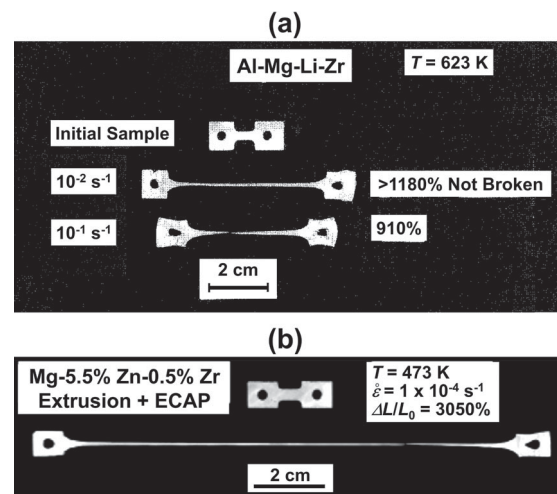 (a)
Al-Mg-Li-Zr
T = 623 K
Initial Sample
10⁻² s⁻¹
>1180% Not Broken
10⁻¹ s⁻¹
910%
2 cm
(b)
Mg-5.5% Zn-0.5% Zr
Extrusion + ECAP
T = 473 K
ε̇ = 1 x 10⁻⁴ s⁻¹
ΔL/L₀ = 3050%
2 cm